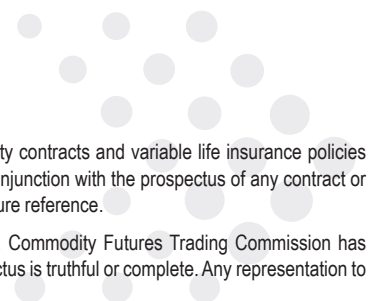 ty contracts and variable life insurance policies
njunction with the prospectus of any contract or
ure reference.
Commodity Futures Trading Commission has
ctus is truthful or complete. Any representation to